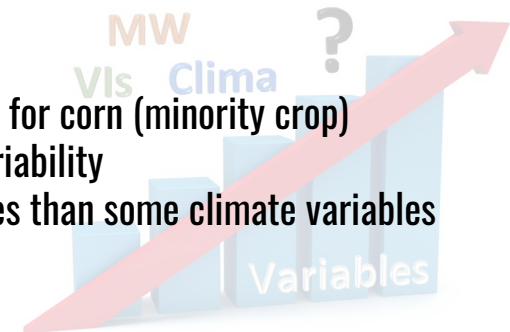 MW ?
VIs Clima
for corn (minority crop)
riability
es than some climate variables
Variables